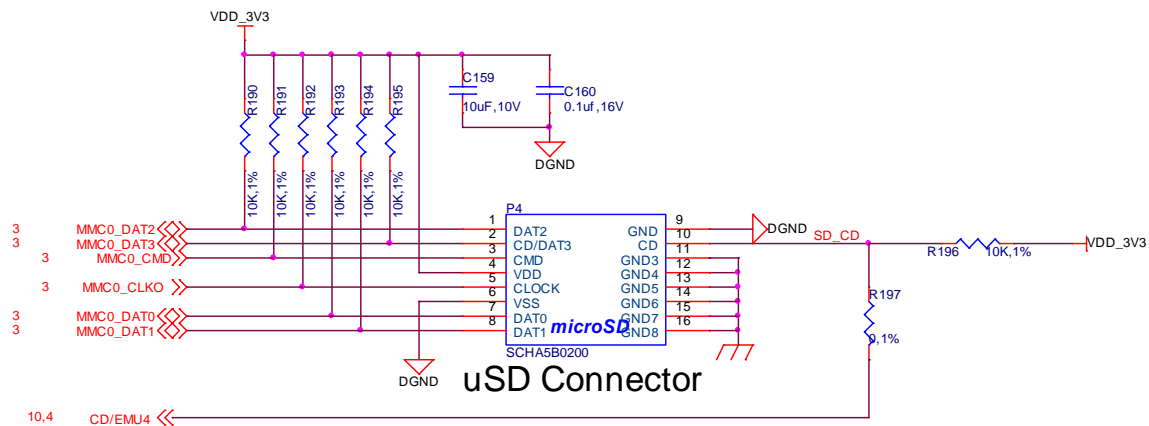 VDD_3V3
R190
R191
R192
R193
R194
R195
10K,1%
10K,1%
10K,1%
10K,1%
10K,1%
10K,1%
C159
10uF,10V
C160
0.1uf,16V
DGND
P4
3 MMC0_DAT2 1 DAT2 GND 9
3 MMC0_DAT3 2 CD/DAT3 CD 10
3 MMC0_CMD 3 CMD GND3 11
4 VDD GND4 12
3 MMC0_CLKO 5 CLOCK GND5 13
6 VSS GND6 14
3 MMC0_DAT0 7 DAT0 GND7 15
3 MMC0_DAT1 8 DAT1 GND8 16
microSD
SCHA5B0200
DGND
SD_CD
R196 10K,1%
VDD_3V3
R197
0,1%
DGND
uSD Connector
10,4 CD/EMU4